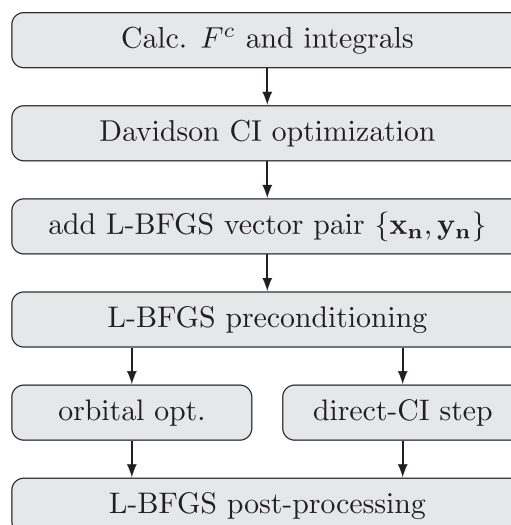 Calc. F^c and integrals
Davidson CI optimization
add L-BFGS vector pair {x_n, y_n}
L-BFGS preconditioning
orbital opt. direct-CI step
L-BFGS post-processing